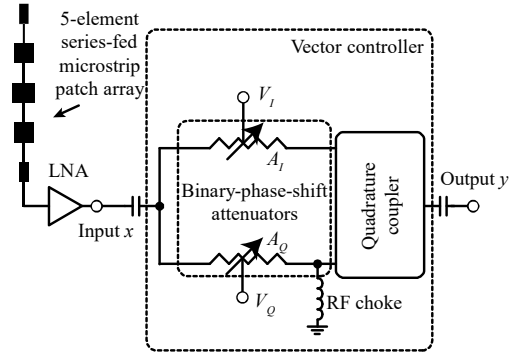 5-element
series-fed
microstrip
patch array
Vector controller
V_I
A_I
LNA
Binary-phase-shift
attenuators
Quadrature
coupler
Output y
Input x
A_Q
V_Q
RF choke